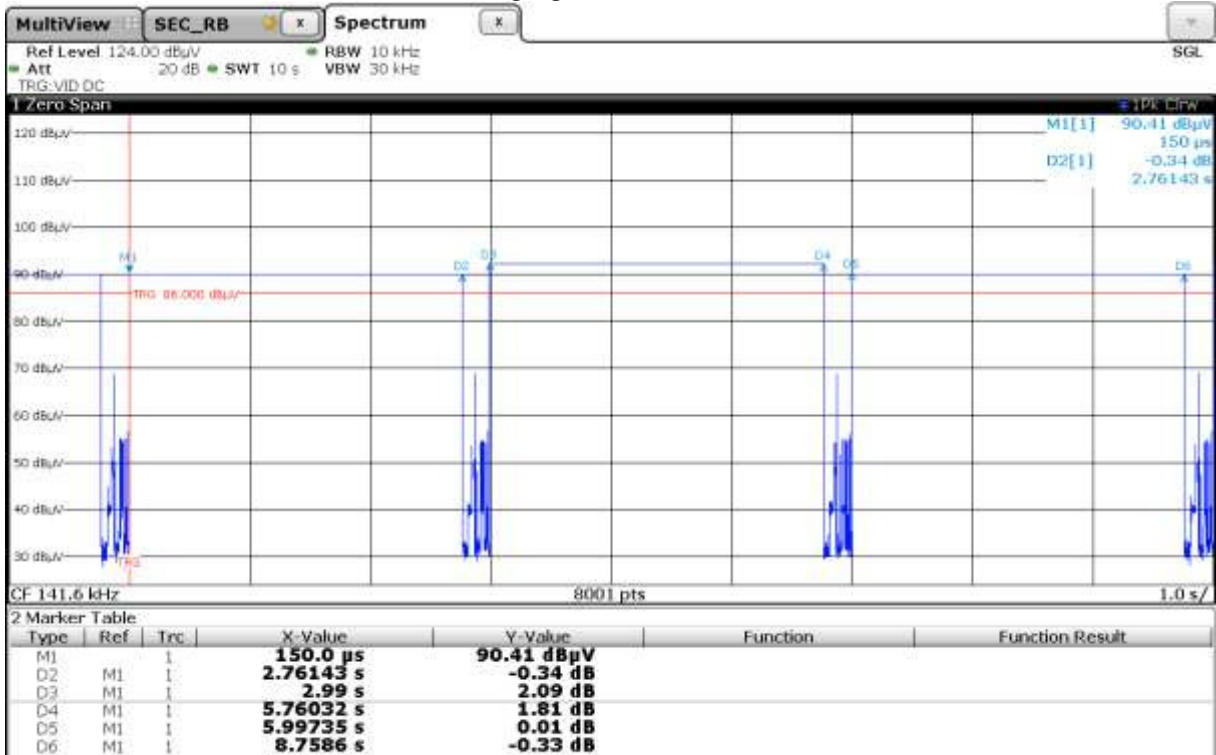 MultiView SEC_RB x Spectrum x
Ref Level 124.00 dBµV RBW 10 kHz SGL
Att 20 dB SWT 10 s VBW 30 kHz
TRG:VID DC
1 Zero Span 1Pk Clrw
M1[1] 90.41 dBµV
150 µs
D2[1] -0.34 dB
2.76143 s
120 dBµV
110 dBµV
100 dBµV
M1 D2 D3 D4 D5 D6
90 dBµV
TRG 86.000 dBµV
80 dBµV
70 dBµV
60 dBµV
50 dBµV
40 dBµV
30 dBµV
TRG
CF 141.6 kHz 8001 pts 1.0 s/
2 Marker Table
Type Ref Trc X-Value Y-Value Function Function Result
M1 1 150.0 µs 90.41 dBµV
D2 M1 1 2.76143 s -0.34 dB
D3 M1 1 2.99 s 2.09 dB
D4 M1 1 5.76032 s 1.81 dB
D5 M1 1 5.99735 s 0.01 dB
D6 M1 1 8.7586 s -0.33 dB